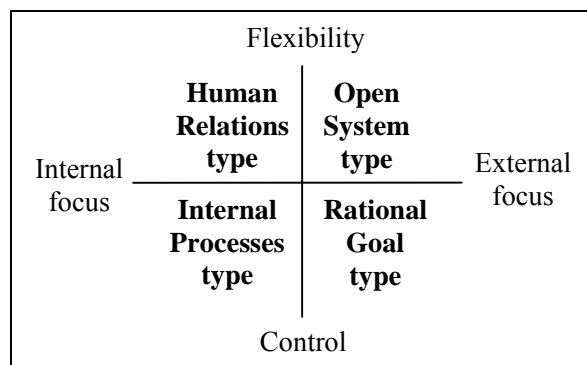 Flexibility
Human
Relations
type
Open
System
type
Internal
focus
External
focus
Internal
Processes
type
Rational
Goal
type
Control